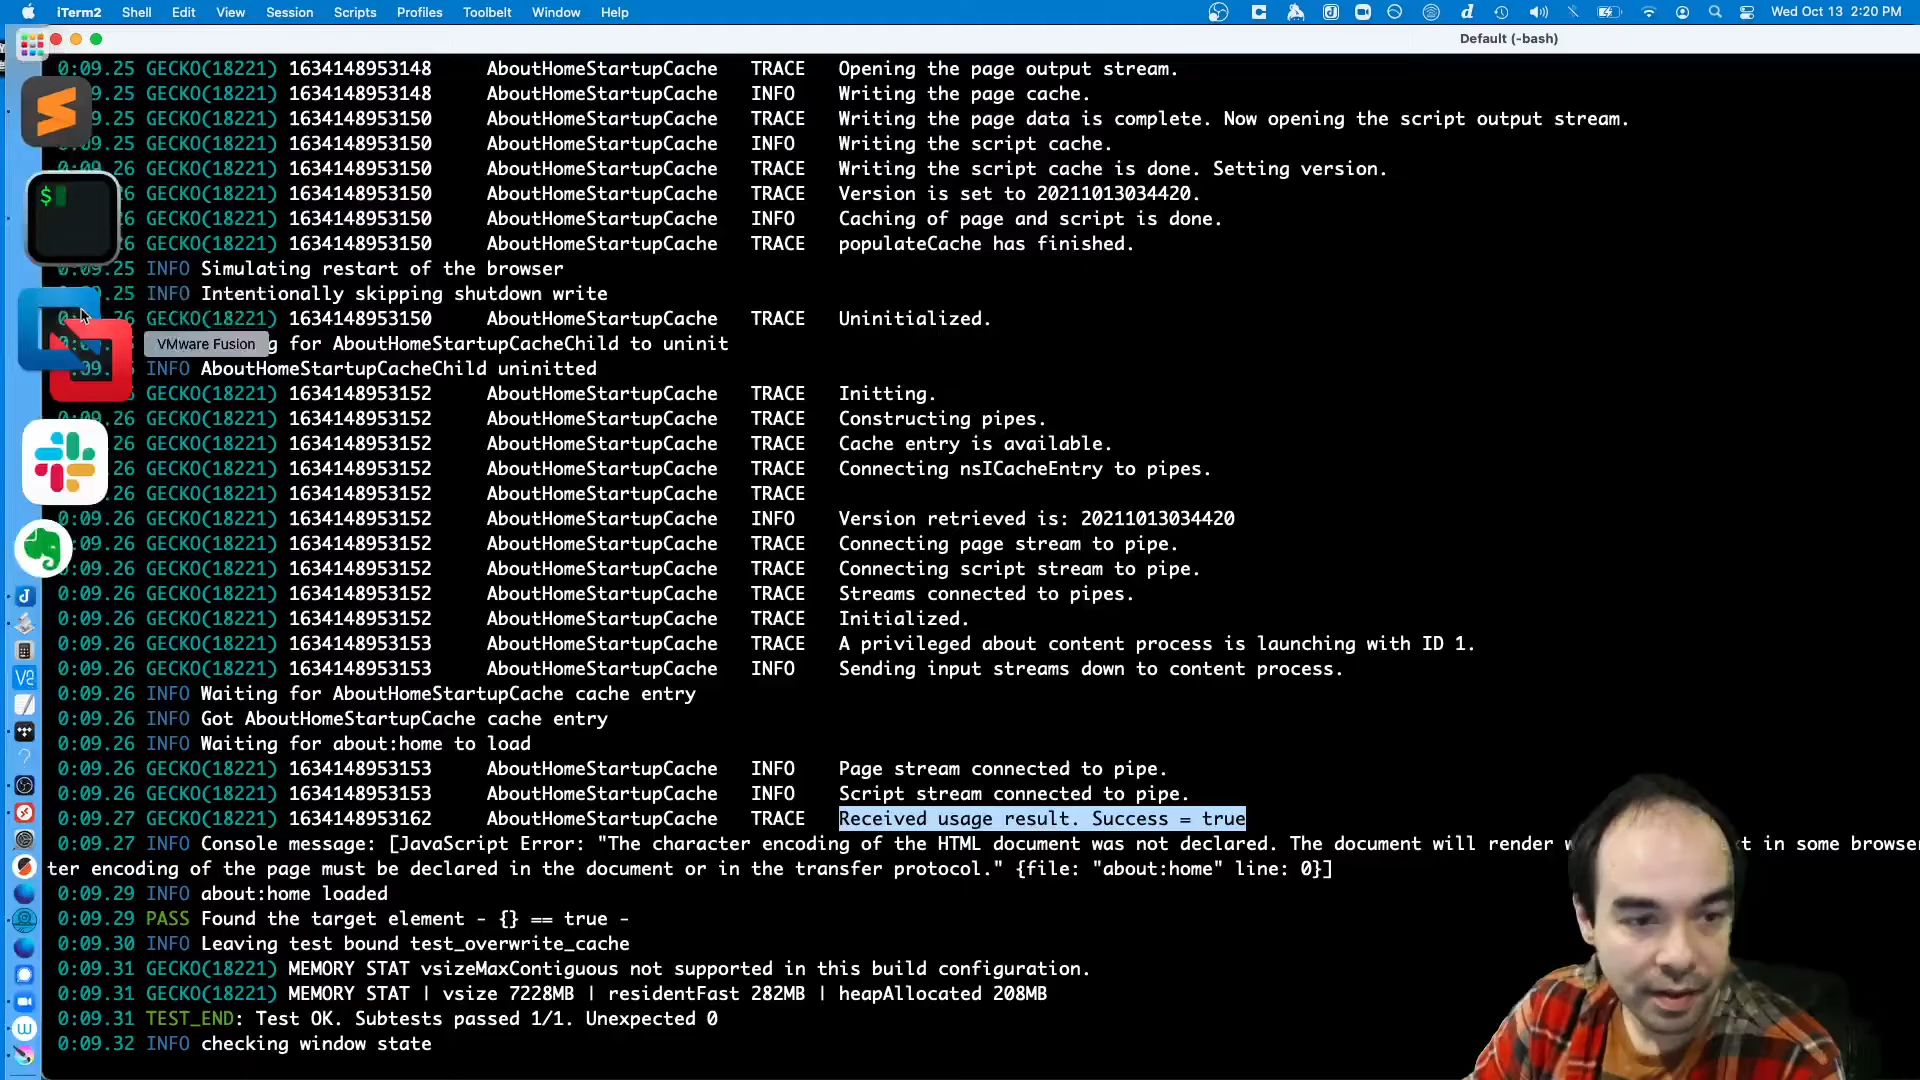 iTerm2 Shell Edit View Session Scripts Profiles Toolbelt Window Help Wed Oct 13 2:20 PM
Default (-bash)
0:09.25 GECKO(18221) 1634148953148 AboutHomeStartupCache TRACE Opening the page output stream.
0:09.25 GECKO(18221) 1634148953148 AboutHomeStartupCache INFO Writing the page cache.
.25 GECKO(18221) 1634148953150 AboutHomeStartupCache TRACE Writing the page data is complete. Now opening the script output stream.
.25 GECKO(18221) 1634148953150 AboutHomeStartupCache INFO Writing the script cache.
0:09.26 GECKO(18221) 1634148953150 AboutHomeStartupCache TRACE Writing the script cache is done. Setting version.
$ 6 GECKO(18221) 1634148953150 AboutHomeStartupCache TRACE Version is set to 20211013034420.
6 GECKO(18221) 1634148953150 AboutHomeStartupCache INFO Caching of page and script is done.
6 GECKO(18221) 1634148953150 AboutHomeStartupCache TRACE populateCache has finished.
0:09.25 INFO Simulating restart of the browser
.25 INFO Intentionally skipping shutdown write
26 GECKO(18221) 1634148953150 AboutHomeStartupCache TRACE Uninitialized.
VMware Fusion g for AboutHomeStartupCacheChild to uninit
INFO AboutHomeStartupCacheChild uninitted
6 GECKO(18221) 1634148953152 AboutHomeStartupCache TRACE Initting.
0:09.26 GECKO(18221) 1634148953152 AboutHomeStartupCache TRACE Constructing pipes.
.26 GECKO(18221) 1634148953152 AboutHomeStartupCache TRACE Cache entry is available.
.26 GECKO(18221) 1634148953152 AboutHomeStartupCache TRACE Connecting nsICacheEntry to pipes.
.26 GECKO(18221) 1634148953152 AboutHomeStartupCache TRACE
0:09.26 GECKO(18221) 1634148953152 AboutHomeStartupCache INFO Version retrieved is: 20211013034420
:09.26 GECKO(18221) 1634148953152 AboutHomeStartupCache TRACE Connecting page stream to pipe.
0:09.26 GECKO(18221) 1634148953152 AboutHomeStartupCache TRACE Connecting script stream to pipe.
0:09.26 GECKO(18221) 1634148953152 AboutHomeStartupCache TRACE Streams connected to pipes.
0:09.26 GECKO(18221) 1634148953152 AboutHomeStartupCache TRACE Initialized.
0:09.26 GECKO(18221) 1634148953153 AboutHomeStartupCache TRACE A privileged about content process is launching with ID 1.
0:09.26 GECKO(18221) 1634148953153 AboutHomeStartupCache INFO Sending input streams down to content process.
0:09.26 INFO Waiting for AboutHomeStartupCache cache entry
0:09.26 INFO Got AboutHomeStartupCache cache entry
0:09.26 INFO Waiting for about:home to load
0:09.26 GECKO(18221) 1634148953153 AboutHomeStartupCache INFO Page stream connected to pipe.
0:09.26 GECKO(18221) 1634148953153 AboutHomeStartupCache INFO Script stream connected to pipe.
0:09.27 GECKO(18221) 1634148953162 AboutHomeStartupCache TRACE Received usage result. Success = true
0:09.27 INFO Console message: [JavaScript Error: "The character encoding of the HTML document was not declared. The document will render w xt in some browser
ter encoding of the page must be declared in the document or in the transfer protocol." {file: "about:home" line: 0}]
0:09.29 INFO about:home loaded
0:09.29 PASS Found the target element - {} == true -
0:09.30 INFO Leaving test bound test_overwrite_cache
0:09.31 GECKO(18221) MEMORY STAT vsizeMaxContiguous not supported in this build configuration.
0:09.31 GECKO(18221) MEMORY STAT | vsize 7228MB | residentFast 282MB | heapAllocated 208MB
0:09.31 TEST_END: Test OK. Subtests passed 1/1. Unexpected 0
0:09.32 INFO checking window state